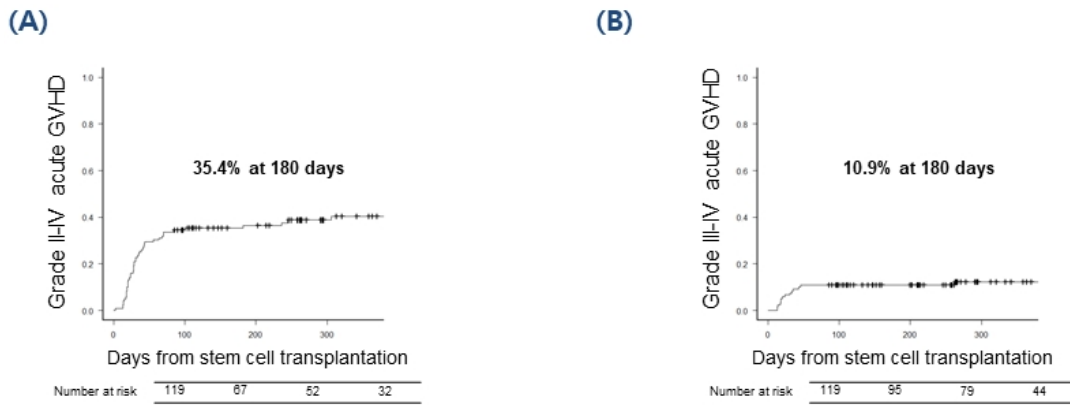 (A)
Grade II-IV acute GVHD
1.0
0.8
0.6
0.4
0.2
0.0
35.4% at 180 days
0 100 200 300
Days from stem cell transplantation
Number at risk 119 67 52 32
(B)
Grade III-IV acute GVHD
1.0
0.8
0.6
0.4
0.2
0.0
10.9% at 180 days
0 100 200 300
Days from stem cell transplantation
Number at risk 119 95 79 44